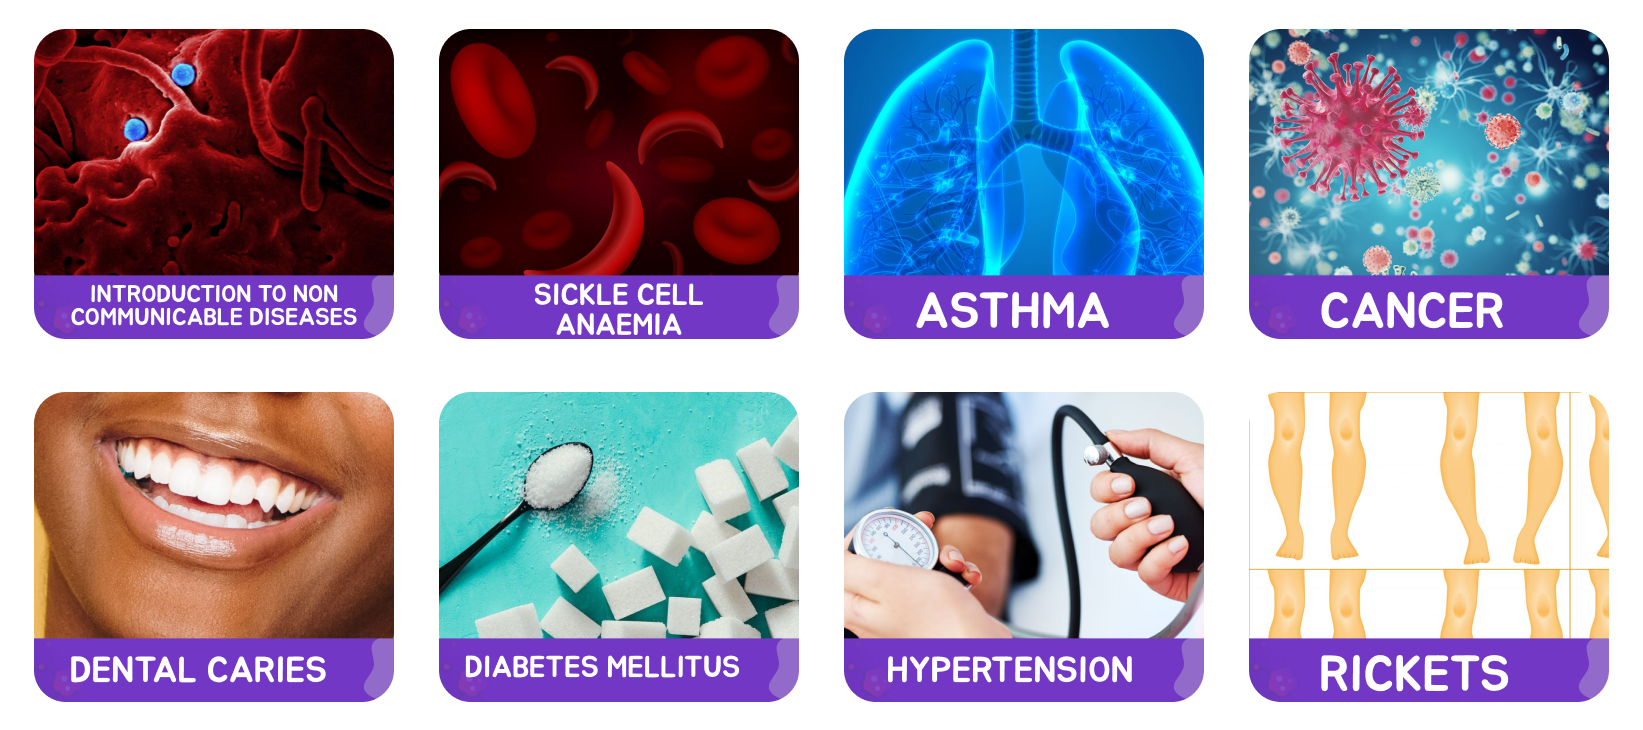 INTRODUCTION TO NON
COMMUNICABLE DISEASES
SICKLE CELL
ANAEMIA
ASTHMA
CANCER
DENTAL CARIES
DIABETES MELLITUS
HYPERTENSION
RICKETS